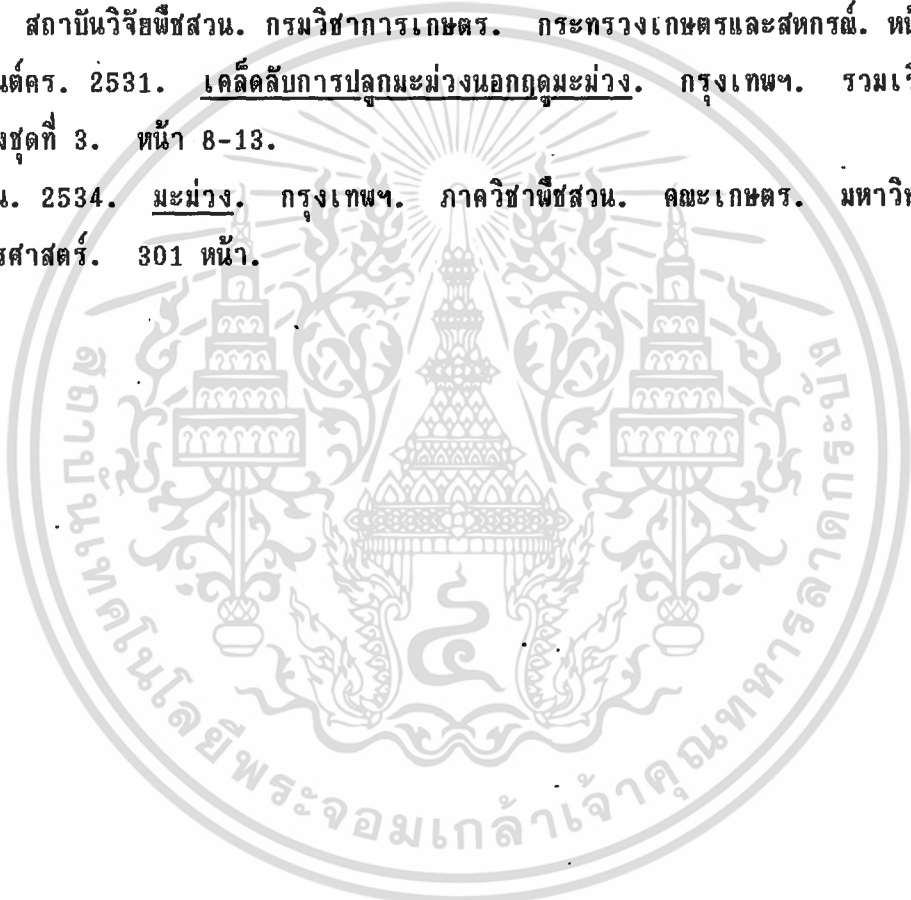 สถาบันวิจัยพืชสวน. กรมวิชาการเกษตร. กระทรวงเกษตรและสหกรณ์. หน้
นต์คร. 2531. เคล็ดลับการปลูกมะม่วงนอกฤดูมะม่วง. กรุงเทพฯ. รวมเรื
งชุดที่ 3. หน้า 8-13.
น. 2534. มะม่วง. กรุงเทพฯ. ภาควิชาพืชสวน. คณะเกษตร. มหาวิท
รศาสตร์. 301 หน้า.
สถาบันเทคโนโลยีพระจอมเกล้าเจ้าคุณทหารลาดกระบัง